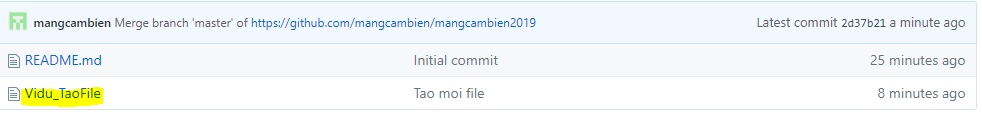 mangcambien Merge branch 'master' of https://github.com/mangcambien/mangcambien2019 Latest commit 2d37b21 a minute ago
README.md Initial commit 25 minutes ago
Vidu_TaoFile Tao moi file 8 minutes ago